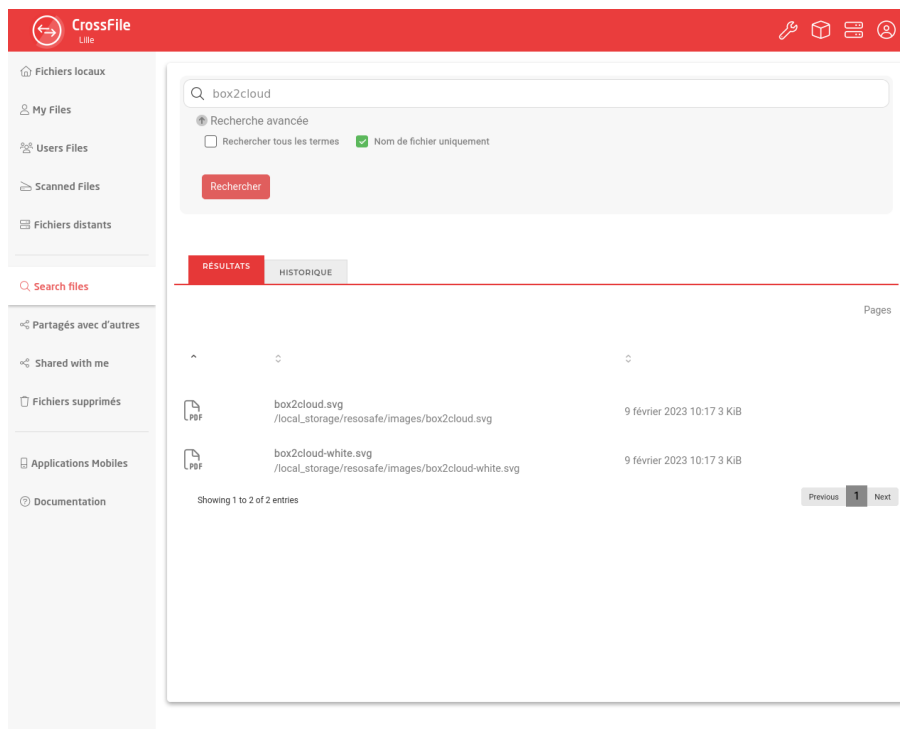 CrossFile
Lille
Fichiers locaux
My Files
Users Files
Scanned Files
Fichiers distants
Search files
Partagés avec d'autres
Shared with me
Fichiers supprimés
Applications Mobiles
Documentation
box2cloud
Recherche avancée
Rechercher tous les termes Nom de fichier uniquement
Rechercher
RÉSULTATS HISTORIQUE
Pages
PDF
box2cloud.svg
/local_storage/resosafe/images/box2cloud.svg
9 février 2023 10:17 3 KiB
PDF
box2cloud-white.svg
/local_storage/resosafe/images/box2cloud-white.svg
9 février 2023 10:17 3 KiB
Showing 1 to 2 of 2 entries
Previous 1 Next